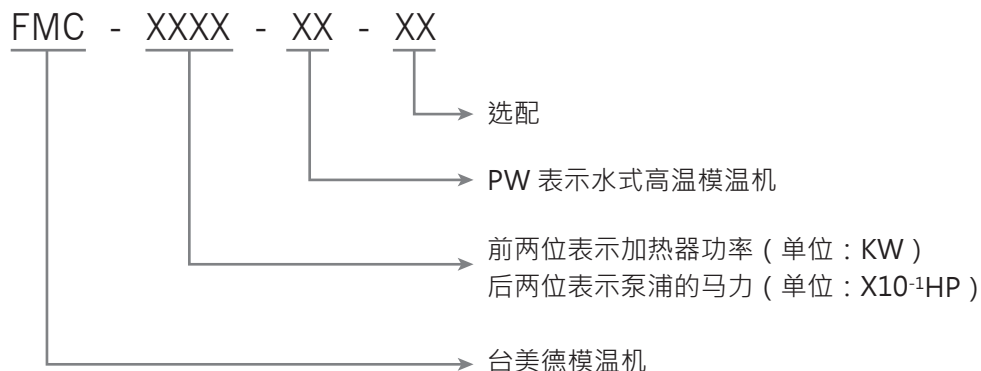 FMC - XXXX - XX - XX
选配
PW 表示水式高温模温机
前两位表示加热器功率（单位：KW）
后两位表示泵浦的马力（单位：X10-1HP）
台美德模温机